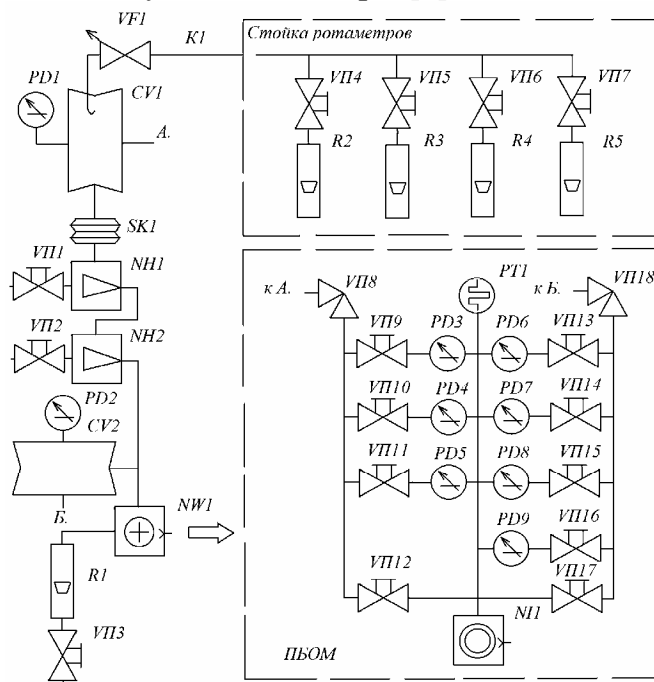 VF1
K1
Стойка ротаметров
PD1
CV1
VП4
VП5
VП6
VП7
А.
R2
R3
R4
R5
SK1
VП1
NH1
VП2
NH2
к А.
VП8
PT1
к Б.
VП18
VП9
PD3
PD6
VП13
PD2
VП10
PD4
PD7
VП14
CV2
VП11
PD5
PD8
VП15
Б.
NW1
PD9
VП16
R1
VП12
VП17
NI1
VП3
ПБОМ